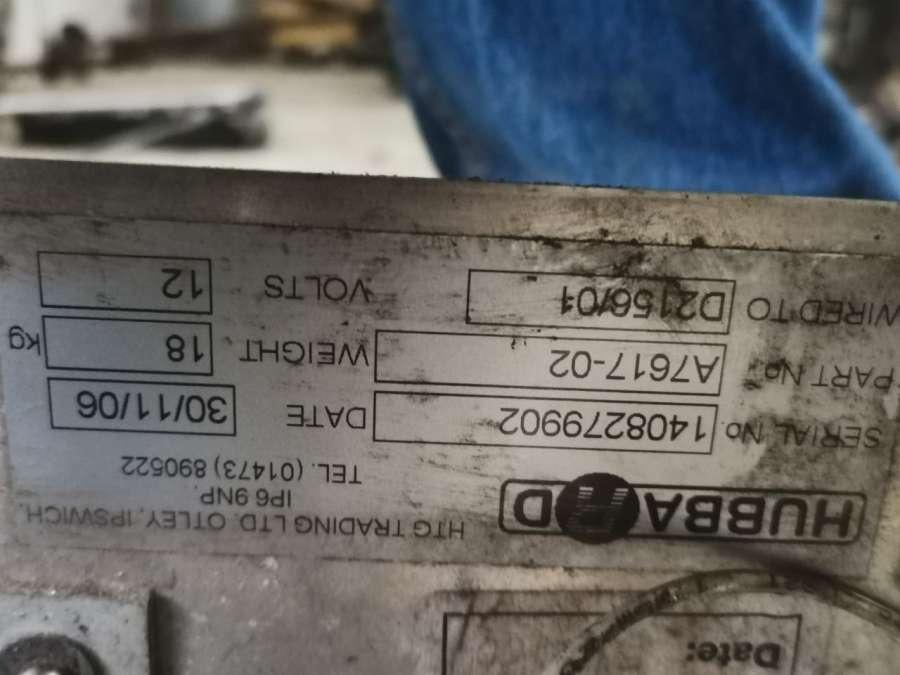 Date:
HUBBARD
HTG TRADING LTD. OTLEY, IPSWICH,
IP6 9NP.
TEL. (01473) 890522
SERIAL No 1408279902 DATE 30/11/06
PART No A7617-02 WEIGHT 18 kg
WIRED TO D2156/01 VOLTS 12